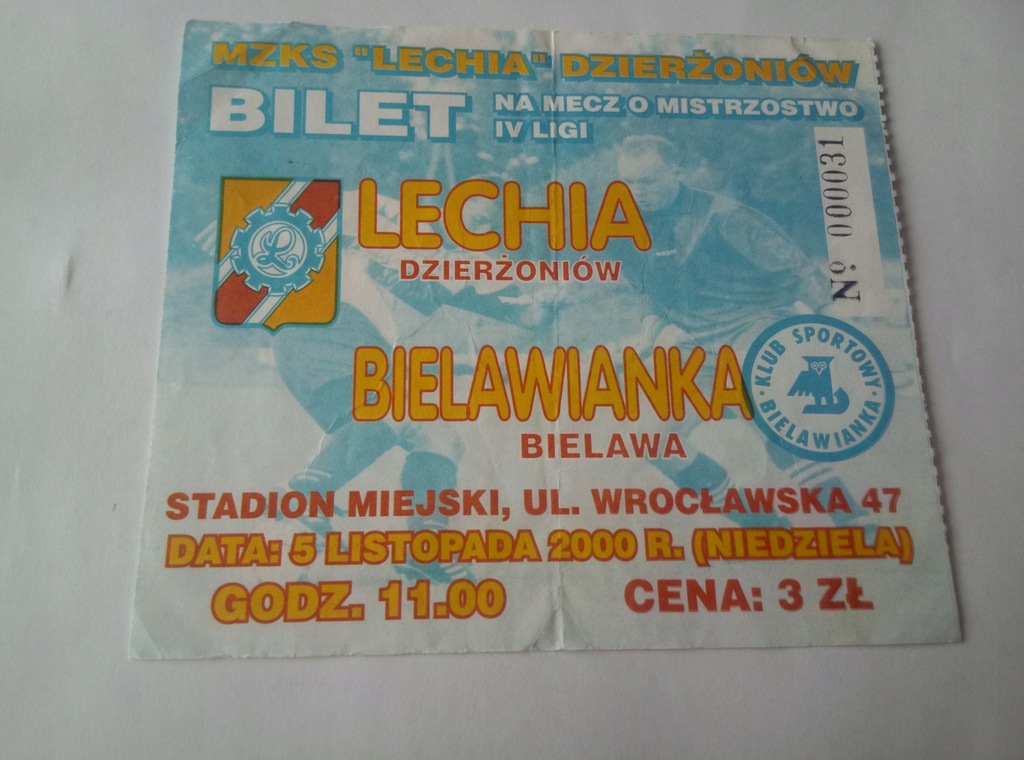 MZKS "LECHIA" DZIERŻONIÓW
BILET
NA MECZ O MISTRZOSTWO
IV LIGI
Nº 000031
L
LECHIA
DZIERŻONIÓW
BIELAWIANKA
BIELAWA
KLUB SPORTOWY
· BIELAWIANKA ·
STADION MIEJSKI, UL. WROCŁAWSKA 47
DATA: 5 LISTOPADA 2000 R. (NIEDZIELA)
GODZ. 11.00
CENA: 3 ZŁ